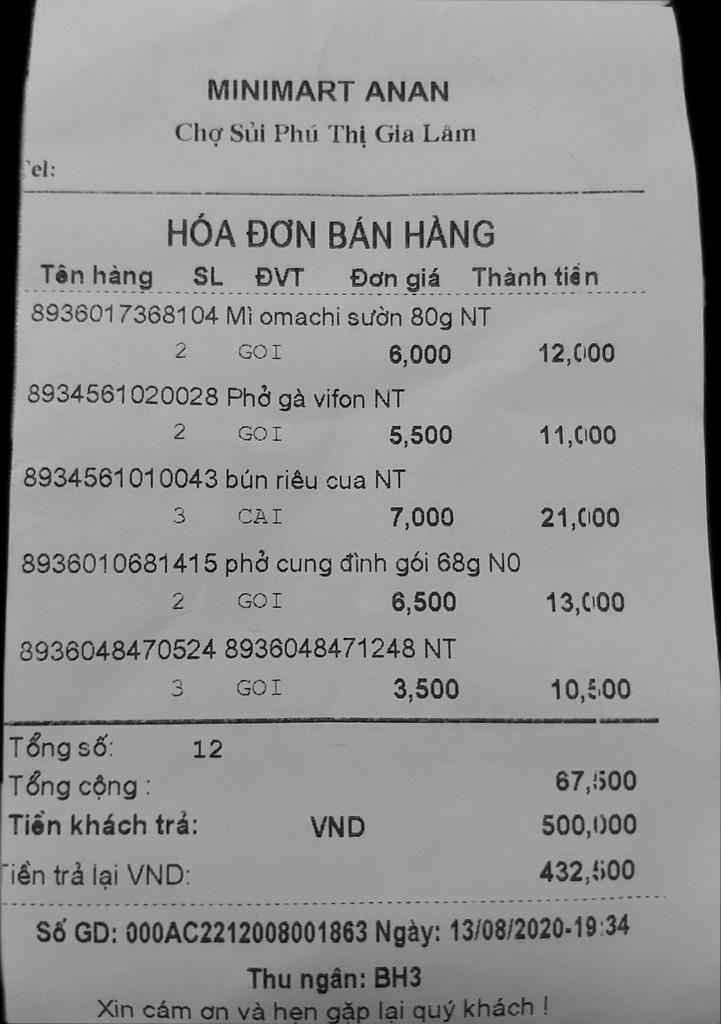 MINIMART ANAN
Chợ Sủi Phú Thị Gia Lâm
Tel:
HÓA ĐƠN BÁN HÀNG
Tên hàng SL ĐVT Đơn giá Thành tiền
8936017368104 Mì omachi sườn 80g NT
2 GOI 6,000 12,000
8934561020028 Phở gà vifon NT
2 GOI 5,500 11,000
8934561010043 bún riêu cua NT
3 CAI 7,000 21,000
8936010681415 phở cung đình gói 68g N0
2 GOI 6,500 13,000
8936048470524 8936048471248 NT
3 GOI 3,500 10,500
Tổng số: 12
Tổng cộng : 67,500
Tiền khách trả: VND 500,000
Tiền trả lại VND: 432,500
Số GD: 000AC2212008001863 Ngày: 13/08/2020-19:34
Thu ngân: BH3
Xin cám ơn và hẹn gặp lại quý khách !